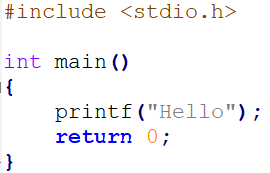 #include <stdio.h>

int main()
{
    printf("Hello");
    return 0;
}